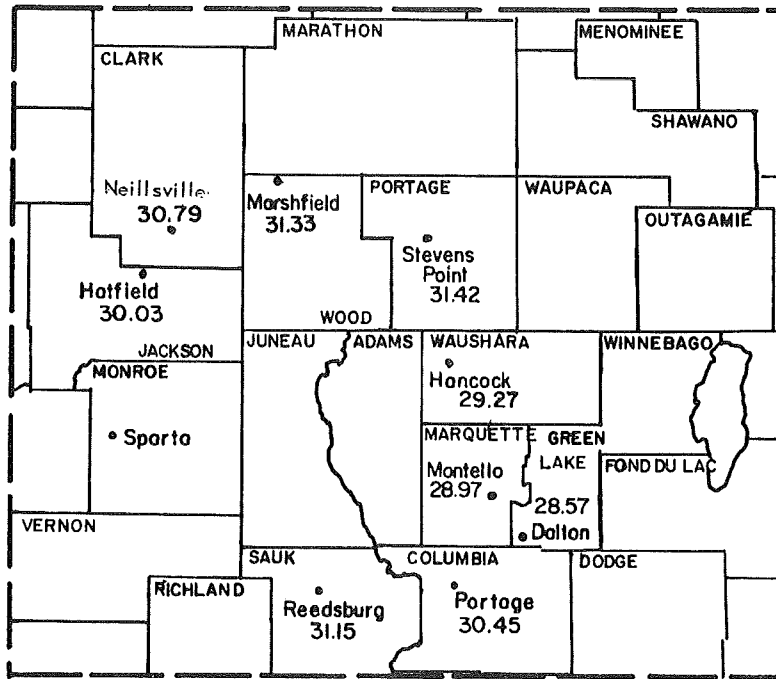 MARATHON
MENOMINEE
CLARK
SHAWANO
Neillsville
30.79
Marshfield
31.33
PORTAGE
WAUPACA
OUTAGAMIE
Stevens
Point
31.42
Hatfield
30.03
WOOD
JACKSON
JUNEAU
ADAMS
WAUSHARA
WINNEBAGO
MONROE
Hancock
29.27
Sparta
MARQUETTE
GREEN
LAKE
FOND DU LAC
Montello
28.97
28.57
Dalton
VERNON
SAUK
COLUMBIA
DODGE
RICHLAND
Reedsburg
31.15
Portage
30.45